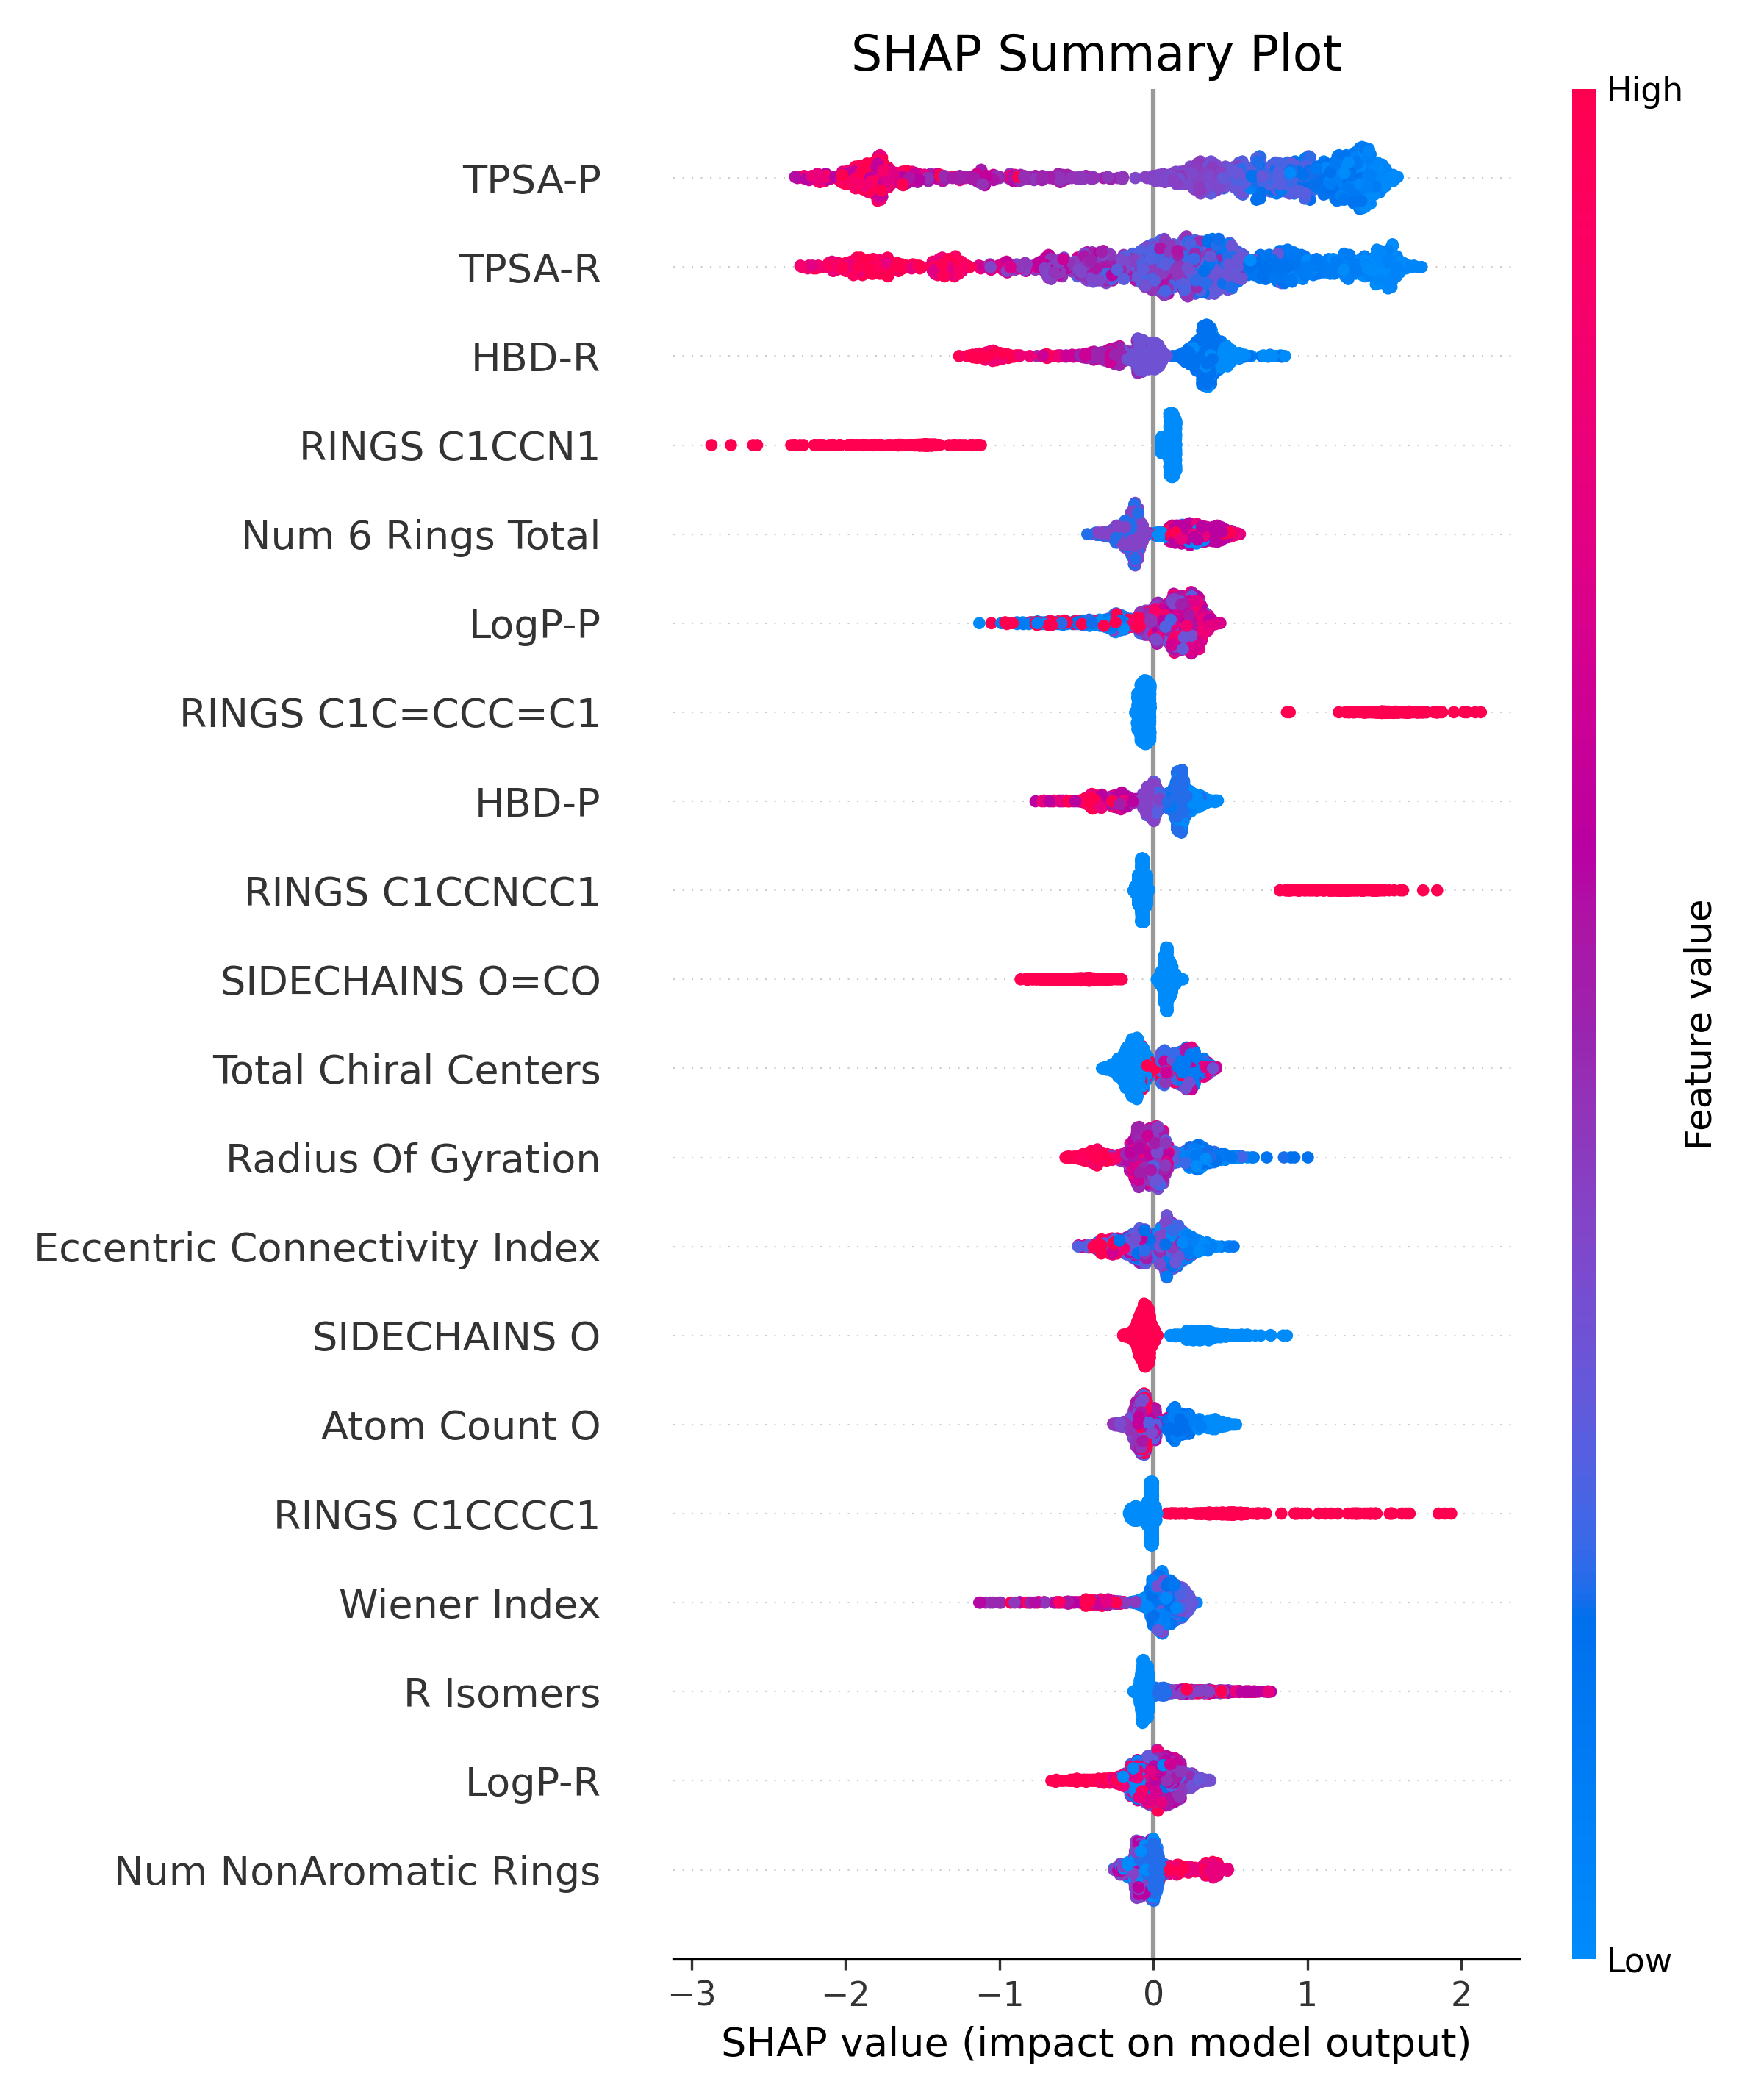 SHAP Summary Plot
High
TPSA-P
TPSA-R
HBD-R
RINGS C1CCN1
Num 6 Rings Total
LogP-P
RINGS C1C=CCC=C1
HBD-P
RINGS C1CCNCC1
SIDECHAINS O=CO
Total Chiral Centers
Radius Of Gyration
Eccentric Connectivity Index
SIDECHAINS O
Atom Count O
RINGS C1CCCC1
Wiener Index
R Isomers
LogP-R
Num NonAromatic Rings
Feature value
Low
−3 −2 −1 0 1 2
SHAP value (impact on model output)